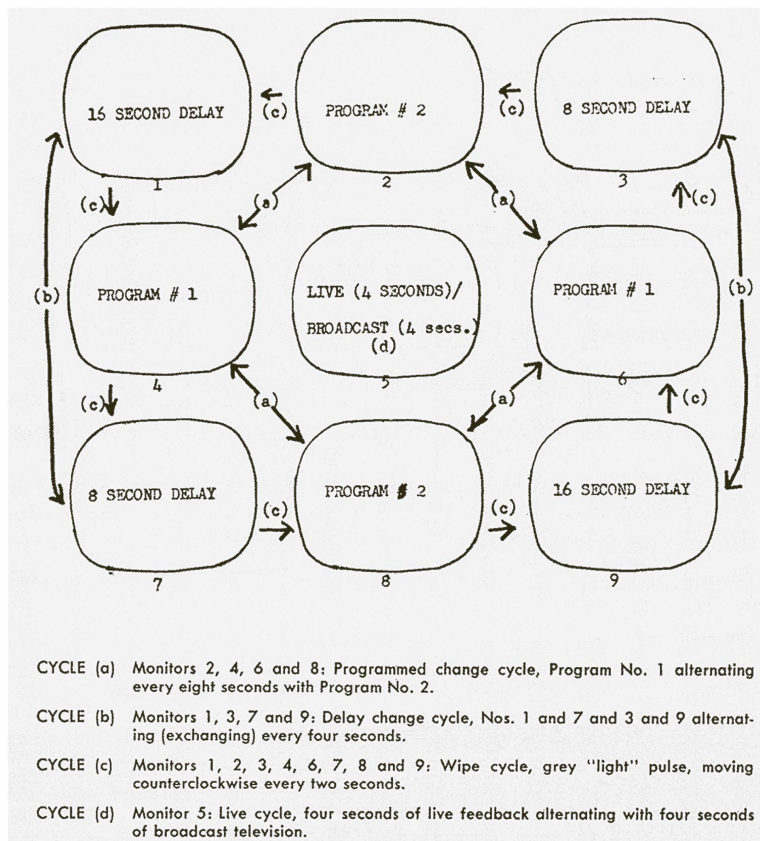 16 SECOND DELAY
1
(c)
PROGRAM # 2
2
(c)
8 SECOND DELAY
3
(c)
(a)
(a)
(c)
(b)
PROGRAM # 1
4
LIVE (4 SECONDS)/
BROADCAST (4 secs.)
(d)
5
PROGRAM # 1
6
(b)
(c)
(a)
(a)
(c)
8 SECOND DELAY
7
(c)
PROGRAM # 2
8
(c)
16 SECOND DELAY
9
CYCLE (a) Monitors 2, 4, 6 and 8: Programmed change cycle, Program No. 1 alternating
every eight seconds with Program No. 2.
CYCLE (b) Monitors 1, 3, 7 and 9: Delay change cycle, Nos. 1 and 7 and 3 and 9 alternat-
ing (exchanging) every four seconds.
CYCLE (c) Monitors 1, 2, 3, 4, 6, 7, 8 and 9: Wipe cycle, grey "light" pulse, moving
counterclockwise every two seconds.
CYCLE (d) Monitor 5: Live cycle, four seconds of live feedback alternating with four seconds
of broadcast television.